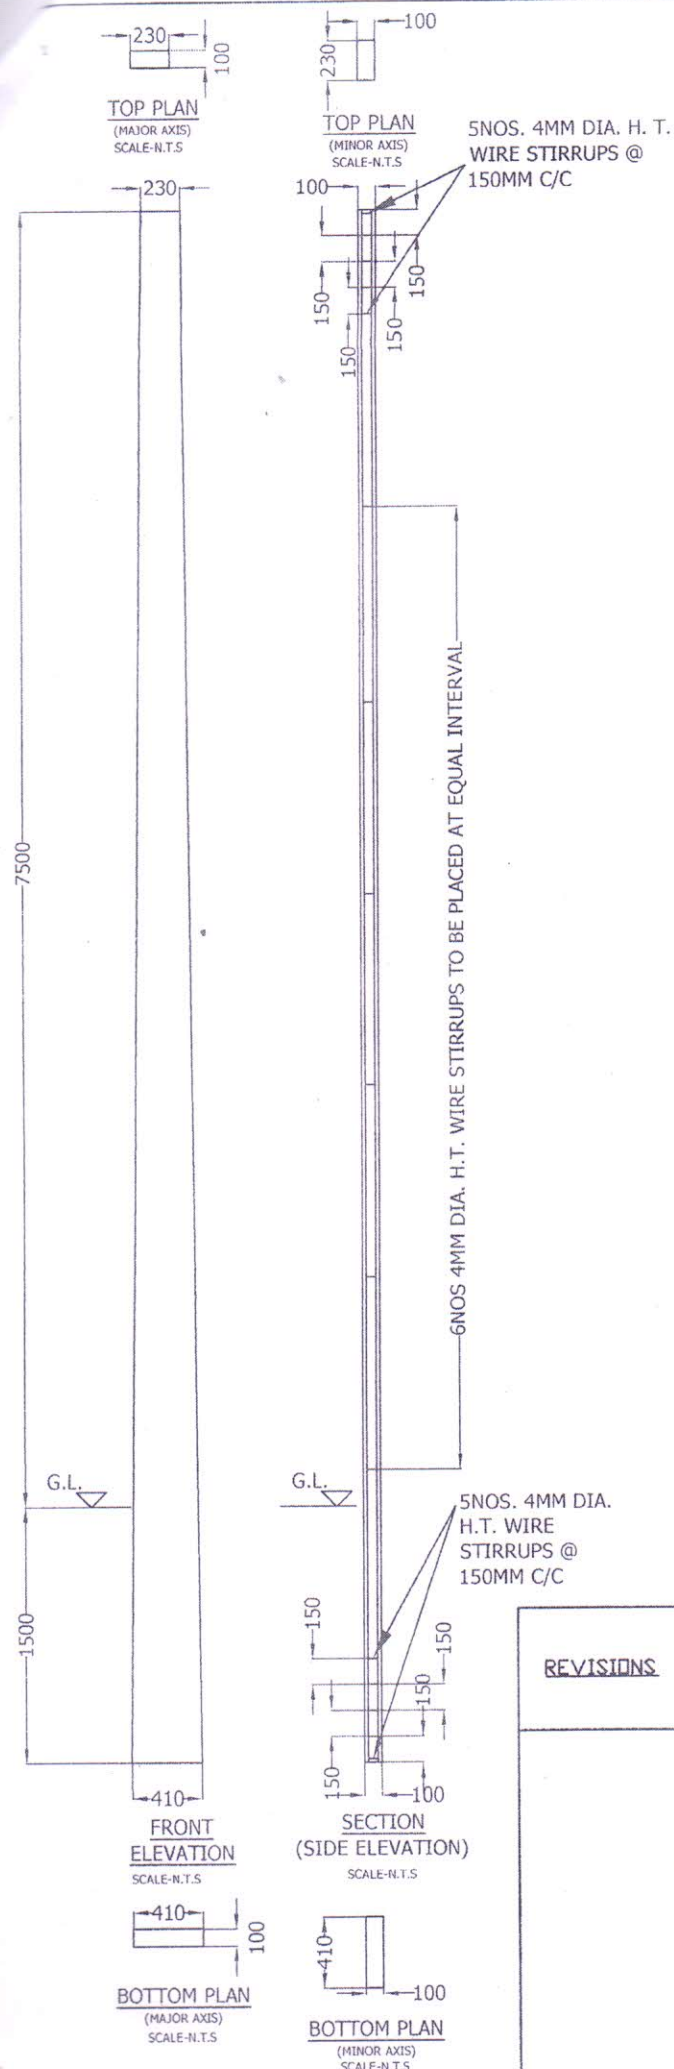 230
100
TOP PLAN
(MAJOR AXIS)
SCALE-N.T.S
100
230
TOP PLAN
(MINOR AXIS)
SCALE-N.T.S
5NOS. 4MM DIA. H. T.
WIRE STIRRUPS @
150MM C/C
230
100
150
150
150
150
7500
6NOS 4MM DIA. H.T. WIRE STIRRUPS TO BE PLACED AT EQUAL INTERVAL
G.L.
G.L.
5NOS. 4MM DIA.
H.T. WIRE
STIRRUPS @
150MM C/C
1500
150
150
150
150
REVISIONS
410
100
FRONT
ELEVATION
SCALE-N.T.S
SECTION
(SIDE ELEVATION)
SCALE-N.T.S
410
100
BOTTOM PLAN
(MAJOR AXIS)
SCALE-N.T.S
410
100
BOTTOM PLAN
(MINOR AXIS)
SCALE-N.T.S